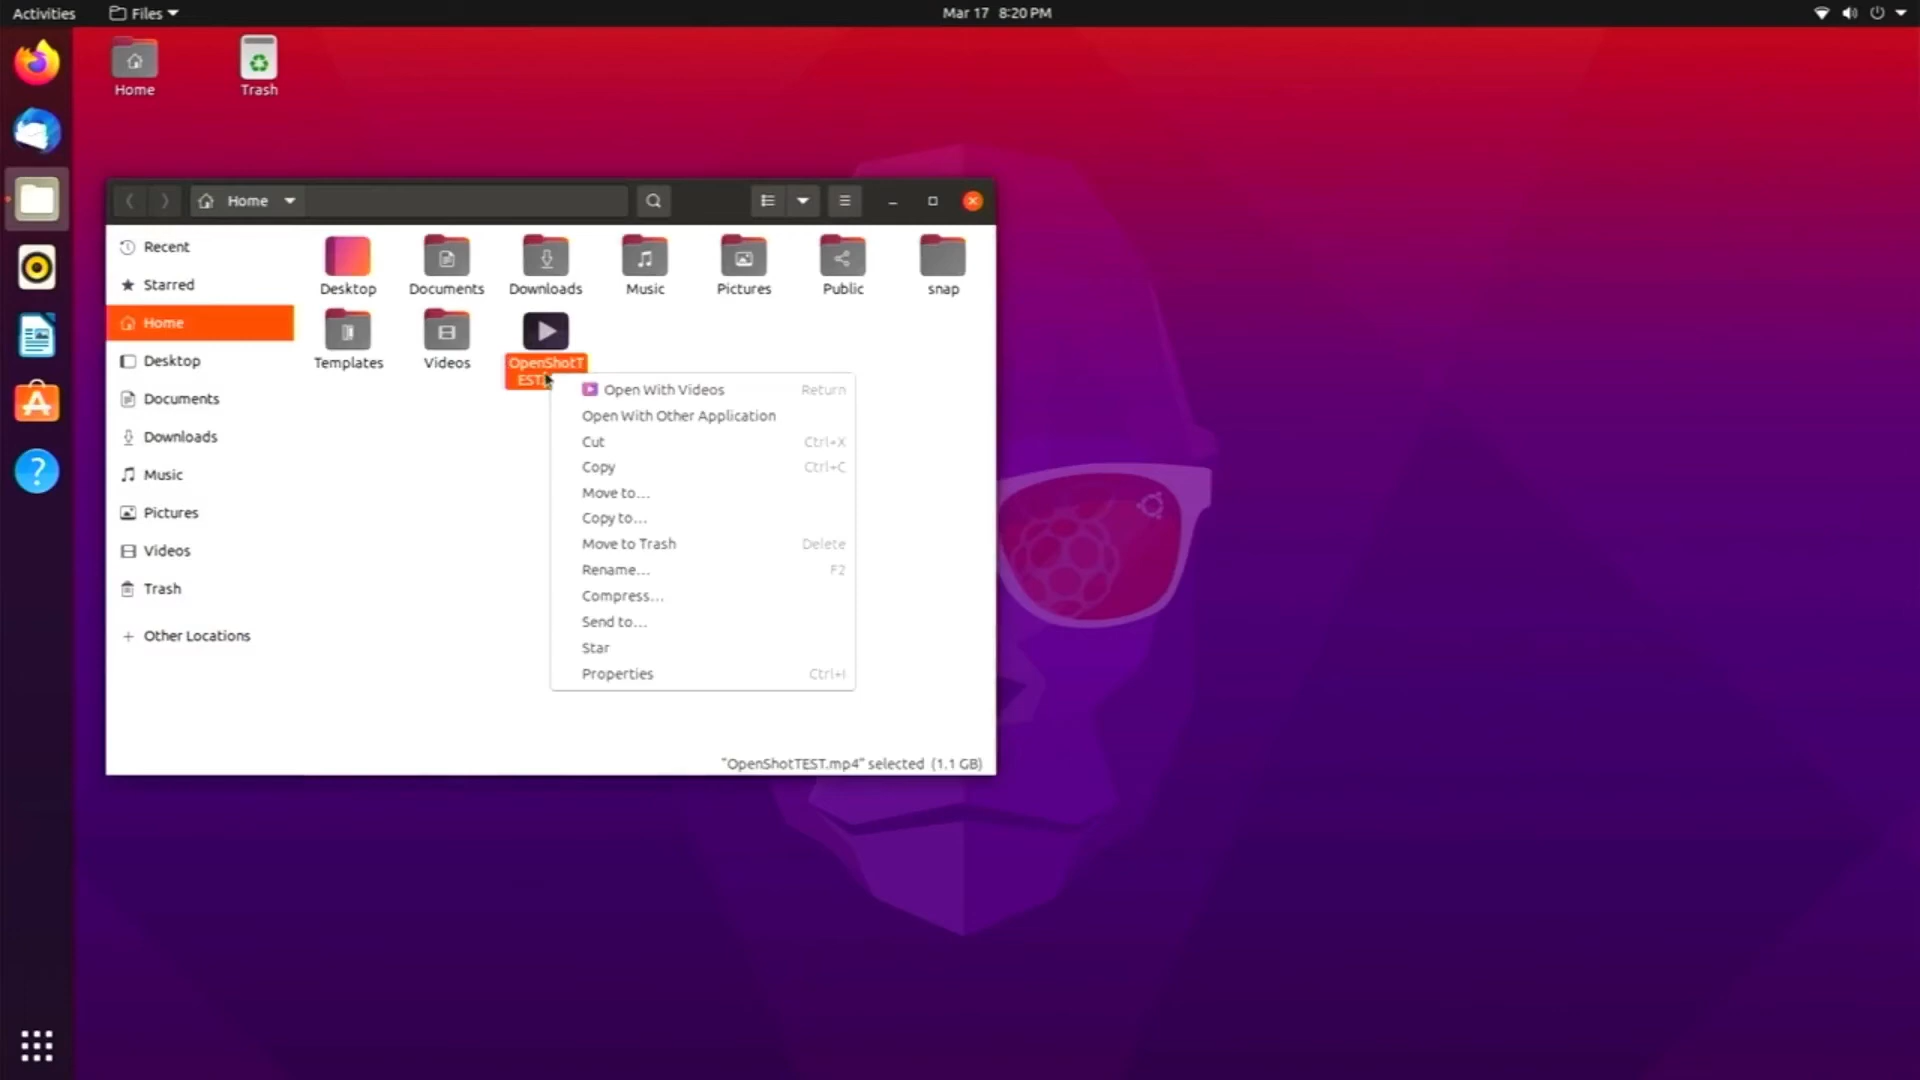 Activities Files Mar 17 8:20 PM
Home Trash
Home
Recent
Starred
Home
Desktop
Documents
Downloads
Music
Pictures
Videos
Trash
Other Locations
Desktop Documents Downloads Music Pictures Public snap
Templates Videos OpenShotT
EST.
Open With Videos Return
Open With Other Application
Cut Ctrl+X
Copy Ctrl+C
Move to…
Copy to…
Move to Trash Delete
Rename… F2
Compress…
Send to…
Star
Properties Ctrl+I
"OpenShotTEST.mp4" selected (1.1 GB)